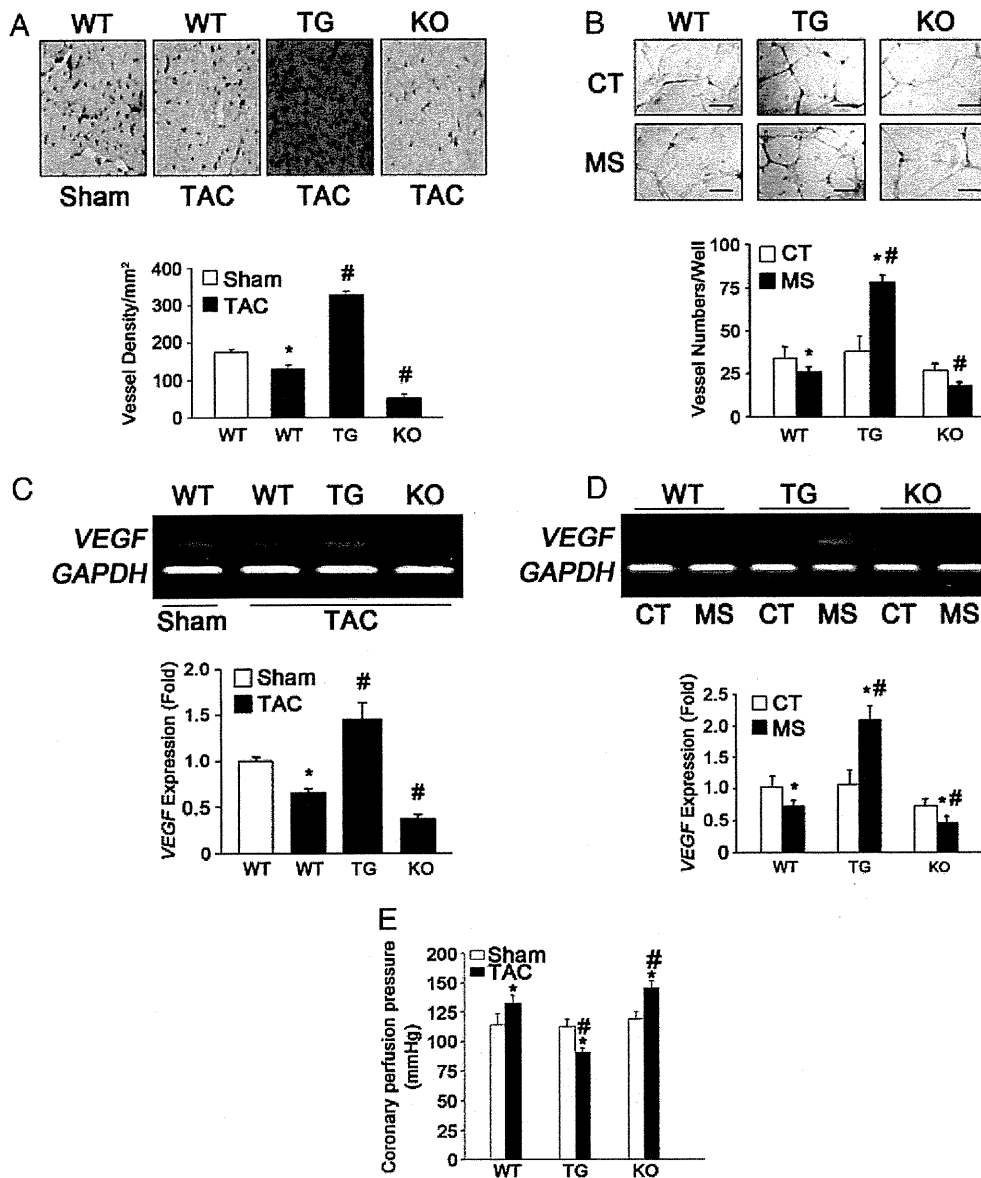 A
WT WT TG KO
Sham TAC TAC TAC
Vessel Density/mm²
400
300
200
100
0
Sham
TAC
*
#
#
WT WT TG KO
B
WT TG KO
CT
MS
Vessel Numbers/Well
100
75
50
25
0
CT
MS
*
*#
#
WT TG KO
C
WT WT TG KO
VEGF
GAPDH
Sham TAC
VEGF Expression (Fold)
2.0
1.5
1.0
0.5
0
Sham
TAC
*
#
#
WT WT TG KO
D
WT TG KO
VEGF
GAPDH
CT MS CT MS CT MS
VEGF Expression (Fold)
2.5
2.0
1.5
1.0
0.5
0
CT
MS
*
*#
*#
WT TG KO
E
Coronary perfusion pressure
(mmHg)
200
150
125
100
75
50
25
0
Sham
TAC
*
#
*
#
*
WT TG KO